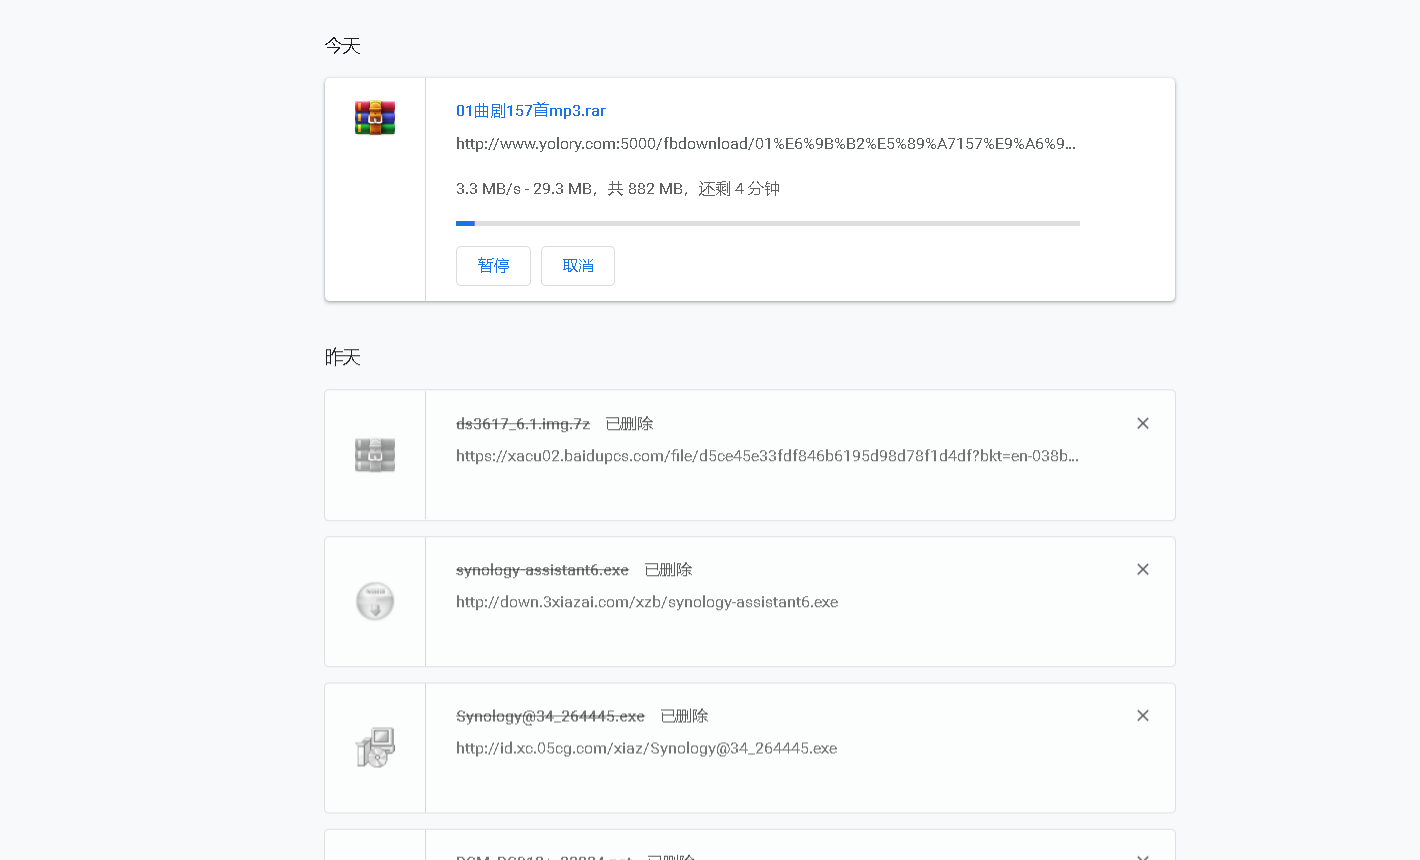 今天
01曲剧157首mp3.rar
http://www.yolory.com:5000/fbdownload/01%E6%9B%B2%E5%89%A7157%E9%A6%9...
3.3 MB/s - 29.3 MB，共 882 MB，还剩 4 分钟
暂停 取消
昨天
ds3617_6.1.img.7z 已删除
https://xacu02.baidupcs.com/file/d5ce45e33fdf846b6195d98d78f1d4df?bkt=en-038b...
synology-assistant6.exe 已删除
http://down.3xiazai.com/xzb/synology-assistant6.exe
Synology@34_264445.exe 已删除
http://id.xc.05cg.com/xiaz/Synology@34_264445.exe
已删除